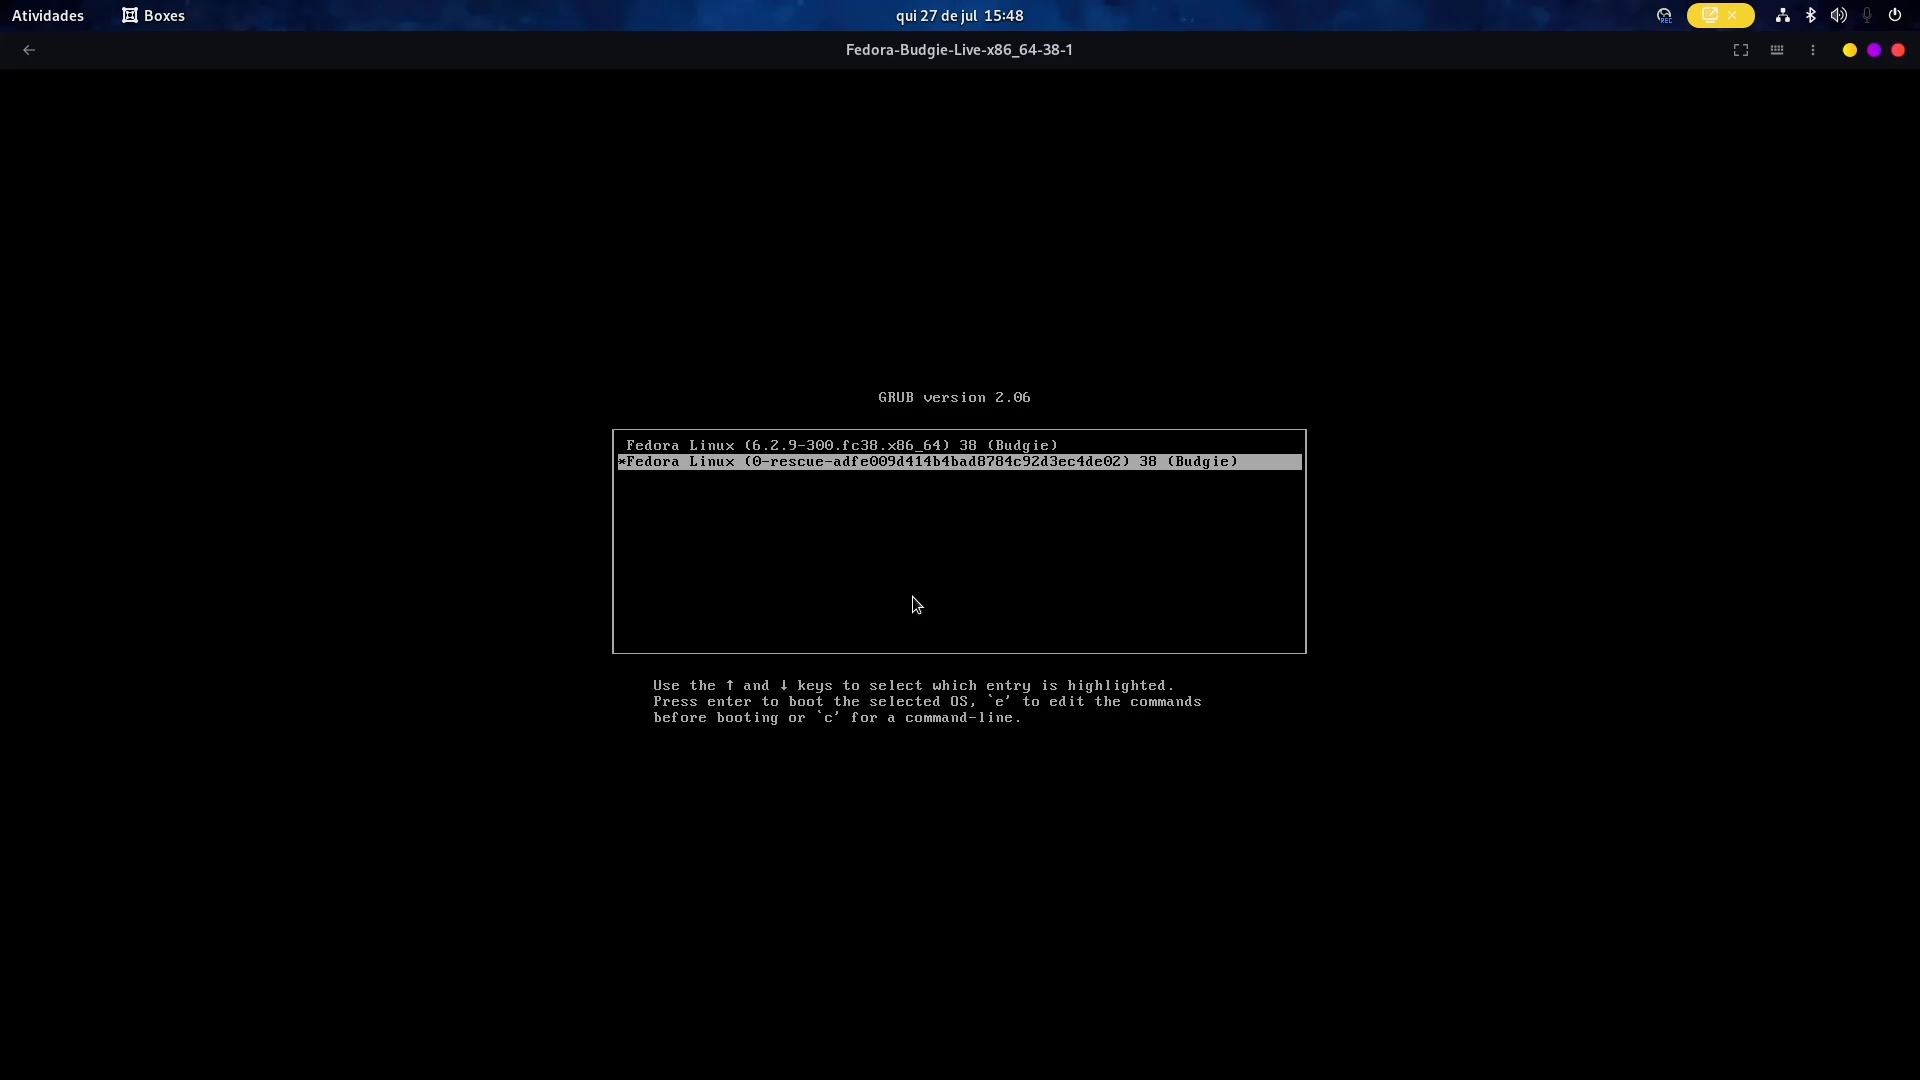 Atividades Boxes qui 27 de jul 15:48
REC
Fedora-Budgie-Live-x86_64-38-1
GRUB version 2.06
Fedora Linux (6.2.9-300.fc38.x86_64) 38 (Budgie)
*Fedora Linux (0-rescue-adfe009d414b4bad8784c92d3ec4de02) 38 (Budgie)
Use the ↑ and ↓ keys to select which entry is highlighted.
Press enter to boot the selected OS, `e' to edit the commands
before booting or `c' for a command-line.